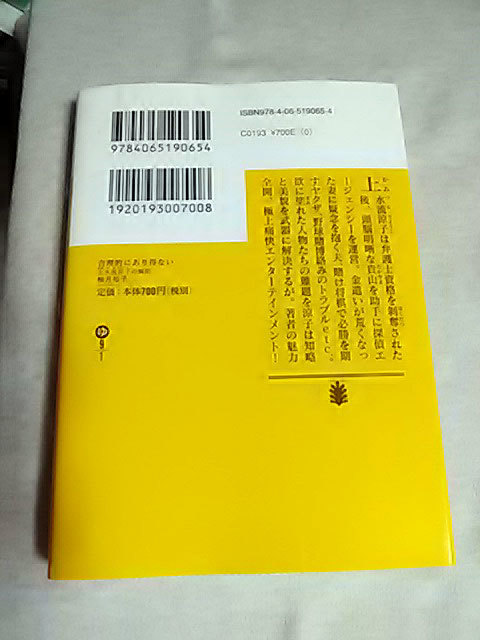 ISBN978-4-06-519065-4
C0193 ¥700E (0)
9784065190654
1920193007008
合理的にあり得ない
上水流涼子の解明
柚月裕子
定価:本体700円(税別)
ゆ
9
1
上水流涼子は弁護士資格を剥奪された
後、頭脳明晰な貴山を助手に探偵エ
ージェンシーを運営。金遣いが荒くなっ
た妻に疑念を抱く夫、賭け将棋で必勝を期
すヤクザ、野球賭博絡みのトラブルetc.、
欲に塗れた人物たちの難題を涼子は知略
と美貌を武器に解決するが。著者の魅力
全開、極上痛快エンターテインメント!